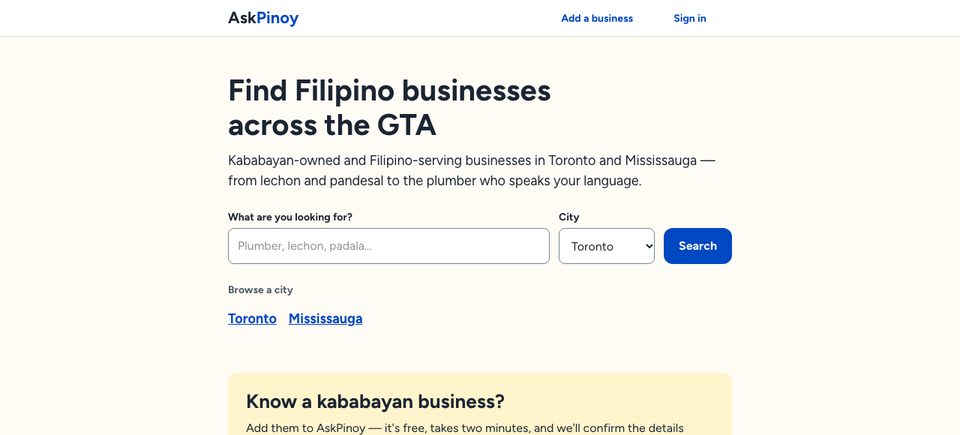 AskPinoy
Add a business
Sign in
Find Filipino businesses
across the GTA
Kababayan-owned and Filipino-serving businesses in Toronto and Mississauga —
from lechon and pandesal to the plumber who speaks your language.
What are you looking for?
City
Plumber, lechon, padala...
Toronto
Search
Browse a city
Toronto Mississauga
Know a kababayan business?
Add them to AskPinoy — it's free, takes two minutes, and we'll confirm the details